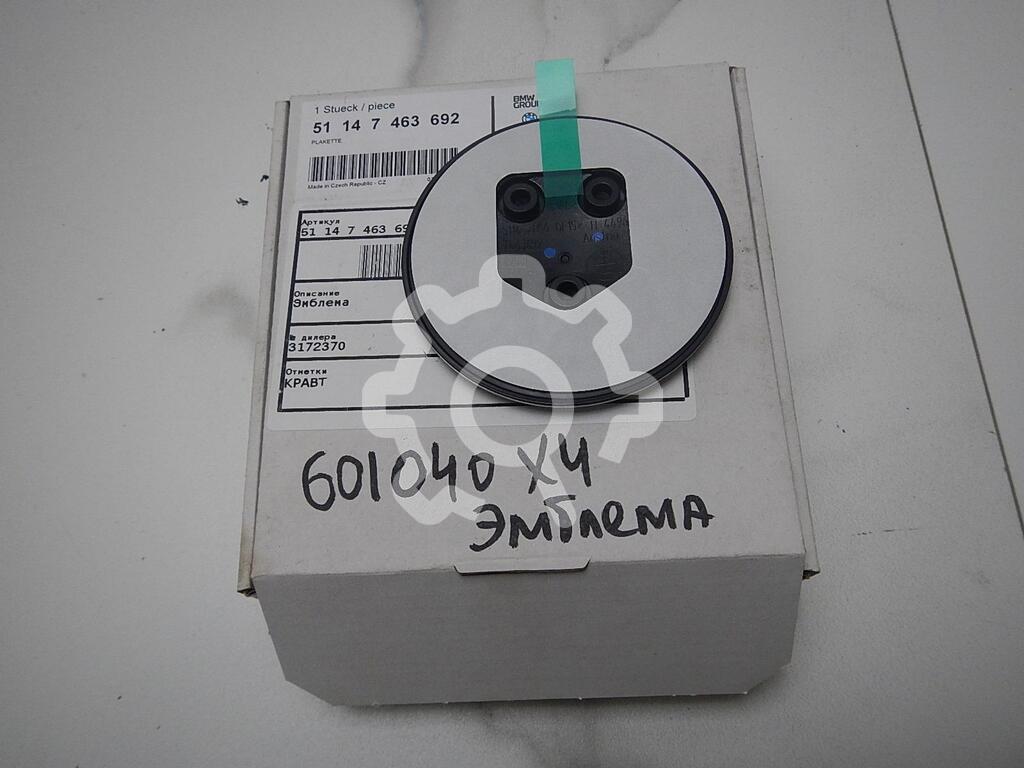 1 Stueck / piece
BMW
GROUP
51 14 7 463 692
PLAKETTE
Made in Czech Republic - CZ
Артикул
51 14 7 463 69
Описание
Эмблема
№ дилера
3172370
Отметки
КРАВТ
601040 X4
Эмблема